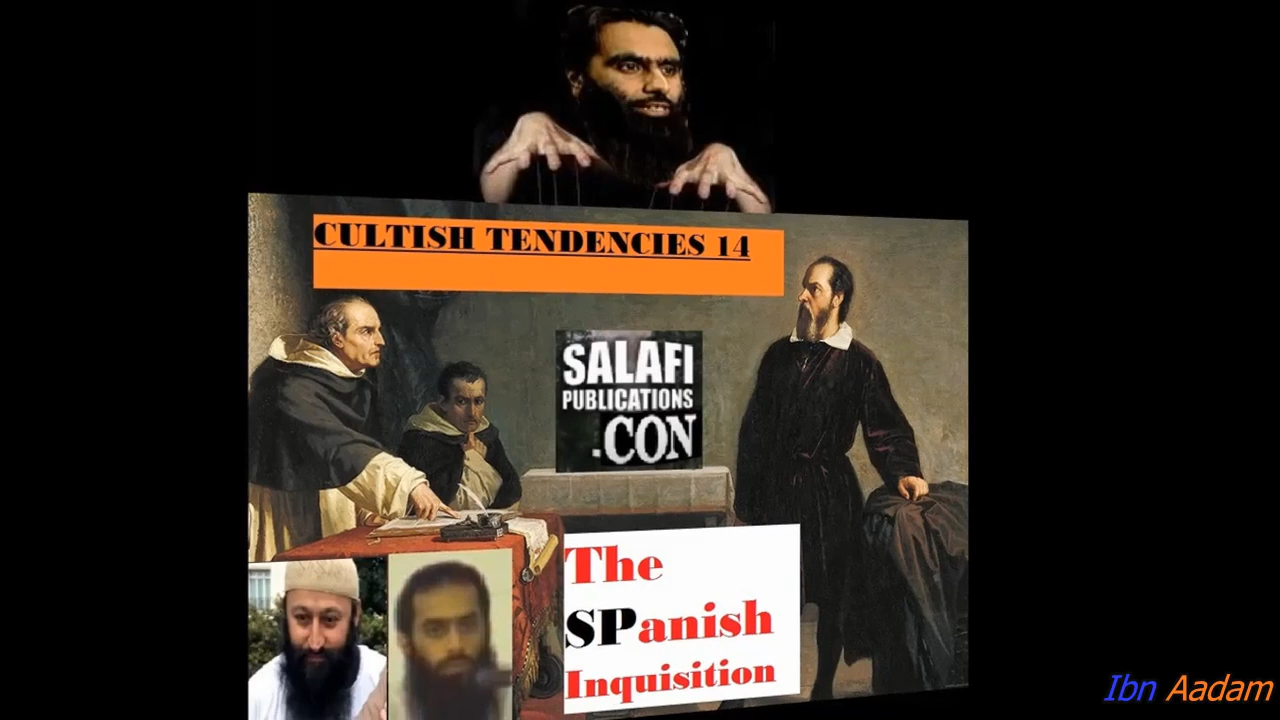 CULTISH TENDENCIES 14
SALAFI
PUBLICATIONS
.CON
The
SPanish
Inquisition
Ibn Aadam